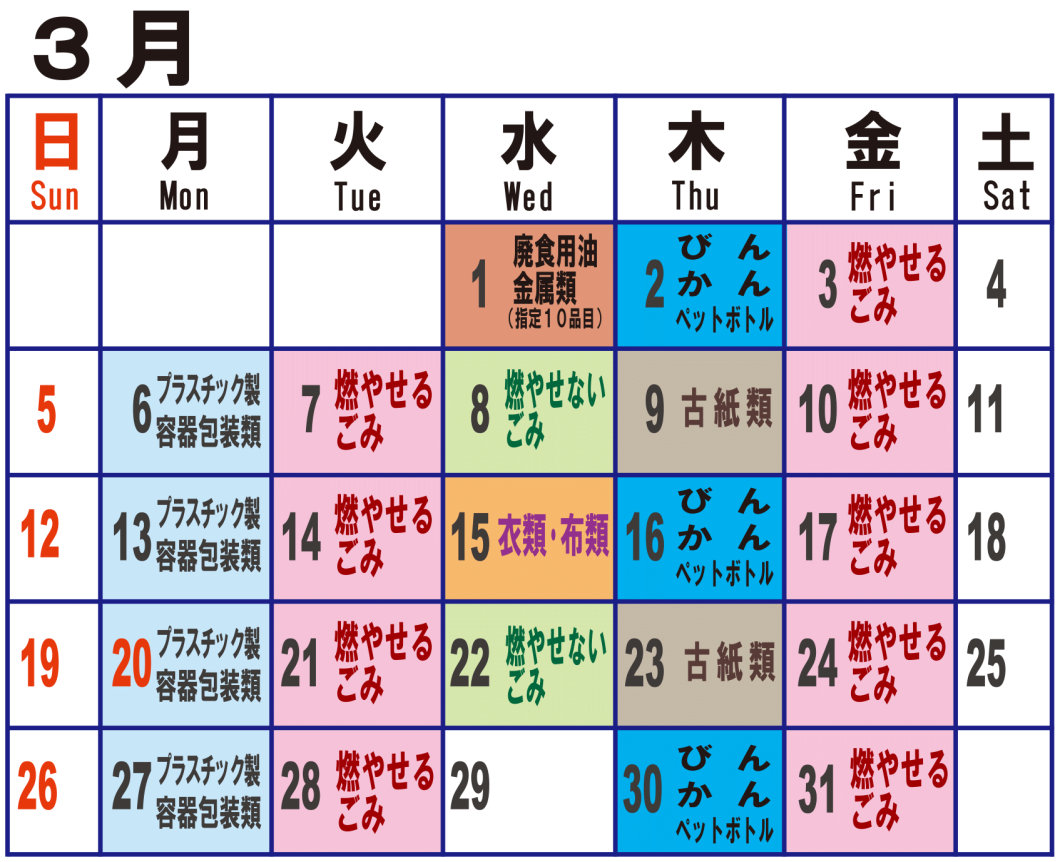 ３月
日 月 火 水 木 金 土
Sun Mon Tue Wed Thu Fri Sat
1 廃食用油
金属類
（指定１０品目）
2 びん
かん
ペットボトル
3 燃やせる
ごみ
4
5
6 プラスチック製
容器包装類
7 燃やせる
ごみ
8 燃やせない
ごみ
9 古紙類
10 燃やせる
ごみ
11
12
13 プラスチック製
容器包装類
14 燃やせる
ごみ
15 衣類・布類
16 びん
かん
ペットボトル
17 燃やせる
ごみ
18
19
20 プラスチック製
容器包装類
21 燃やせる
ごみ
22 燃やせない
ごみ
23 古紙類
24 燃やせる
ごみ
25
26
27 プラスチック製
容器包装類
28 燃やせる
ごみ
29
30 びん
かん
ペットボトル
31 燃やせる
ごみ